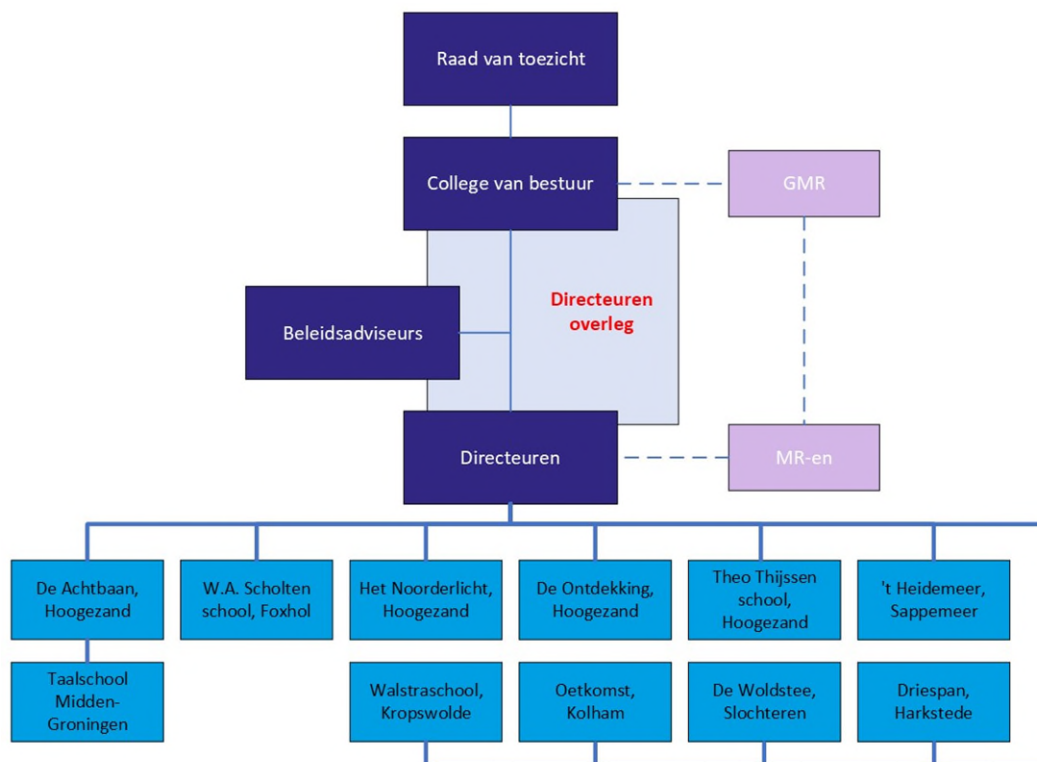 Raad van toezicht
College van bestuur
GMR
Directeuren
overleg
Beleidsadviseurs
Directeuren
MR-en
De Achtbaan,
Hoogezand
W.A. Scholten
school, Foxhol
Het Noorderlicht,
Hoogezand
De Ontdekking,
Hoogezand
Theo Thijssen
school,
Hoogezand
't Heidemeer,
Sappemeer
Taalschool
Midden-
Groningen
Walstraschool,
Kropswolde
Oetkomst,
Kolham
De Woldstee,
Slochteren
Driespan,
Harkstede